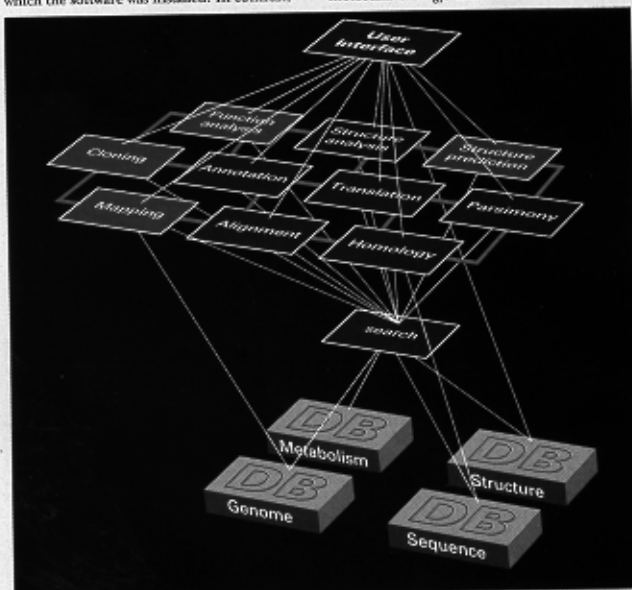 which the software was installed. In contrast,
User
Interface
Function
analysis
Structure
analysis
Structure
prediction
Cloning
Annotation
Translation
Parsimony
Mapping
Alignment
Homology
search
DB
Metabolism
DB
Structure
DB
Genome
DB
Sequence